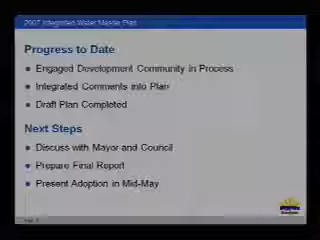 2007 Integrated Water Master Plan
Progress to Date
Engaged Development Community in Process
Integrated Comments into Plan
Draft Plan Completed
Next Steps
Discuss with Mayor and Council
Prepare Final Report
Present Adoption in Mid-May